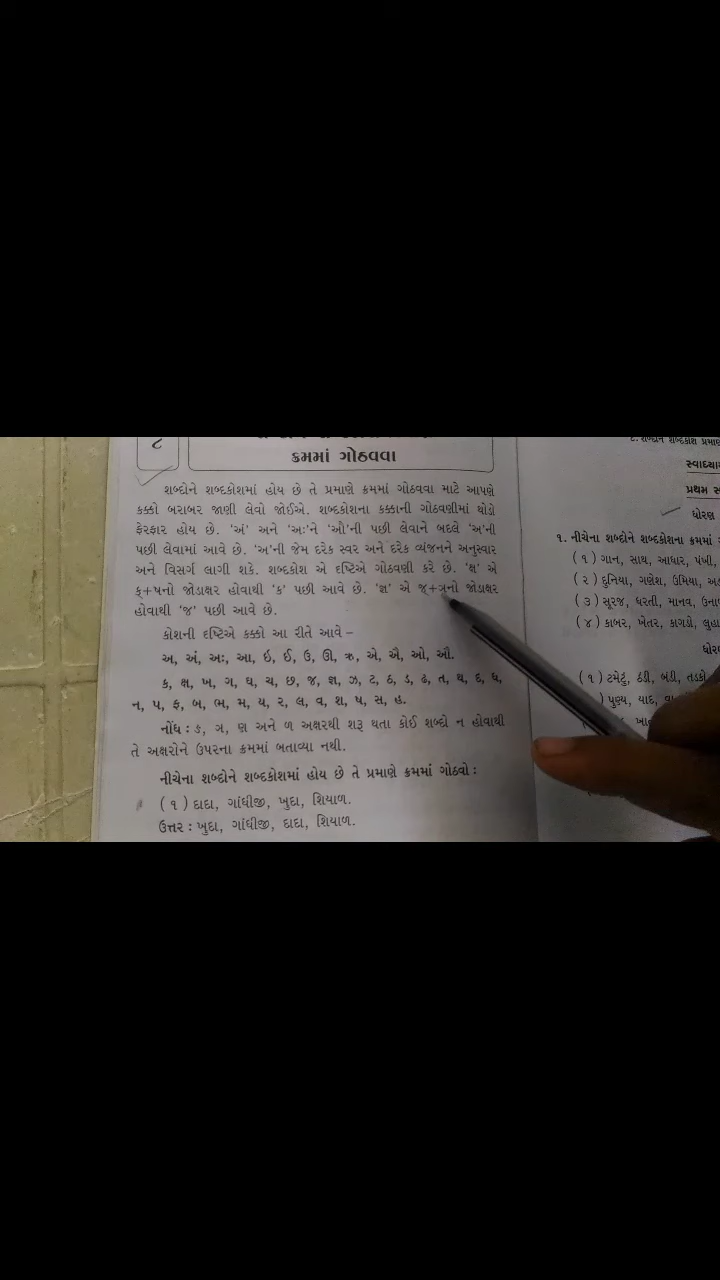 ૮
ક્રમમાં ગોઠવવા
શબ્દોને શબ્દકોશમાં હોય છે તે પ્રમાણે ક્રમમાં ગોઠવવા માટે આપણે
કક્કો બરાબર જાણી લેવો જોઈએ. શબ્દકોશના કક્કાની ગોઠવણીમાં થોડો
ફેરફાર હોય છે. ‘અં’ અને ‘અઃ’ને ‘ઓ’ની પછી લેવાને બદલે ‘અ’ની
પછી લેવામાં આવે છે. ‘અ’ની જેમ દરેક સ્વર અને દરેક વ્યંજનને અનુસ્વાર
અને વિસર્ગ લાગી શકે. શબ્દકોશ એ દૃષ્ટિએ ગોઠવણી કરે છે. ‘ક્ષ’ એ
ક્+ષનો જોડાક્ષર હોવાથી ‘ક’ પછી આવે છે. ‘જ્ઞ’ એ જ્+ઞનો જોડાક્ષર
હોવાથી ‘જ’ પછી આવે છે.
કોશની દૃષ્ટિએ કક્કો આ રીતે આવે –
અ, અં, અઃ, આ, ઇ, ઈ, ઉ, ઊ, ઋ, એ, ઐ, ઓ, ઔ.
ક, ક્ષ, ખ, ગ, ઘ, ચ, છ, જ, જ્ઞ, ઝ, ટ, ઠ, ડ, ઢ, ત, થ, દ, ધ,
ન, પ, ફ, બ, ભ, મ, ય, ર, લ, વ, શ, ષ, સ, હ.
નોંધ : ઙ, ઞ, ણ અને ળ અક્ષરથી શરૂ થતા કોઈ શબ્દો ન હોવાથી
તે અક્ષરોને ઉપરના ક્રમમાં બતાવ્યા નથી.
નીચેના શબ્દોને શબ્દકોશમાં હોય છે તે પ્રમાણે ક્રમમાં ગોઠવો :
(૧) દાદા, ગાંધીજી, ખુદા, શિયાળ.
ઉત્તર : ખુદા, ગાંધીજી, દાદા, શિયાળ.
૮. શબ્દોને શબ્દકોશ
સ્વાધ્યા
પ્રથમ
ધોરણ
૧. નીચેના શબ્દોને શબ્દકોશના ક્રમમાં
(૧) ગાન, સાથ, આધાર, પંખી,
(૨) દુનિયા, ગણેશ, ઉમિયા,
(૩) સૂરજ, ધરતી, માનવ,
(૪) કાબર, ખેતર, કાગડો,
(૧) ટમેટું, ઠંડી, બંડી, તડકો
) પુણ્ય, યાદ,